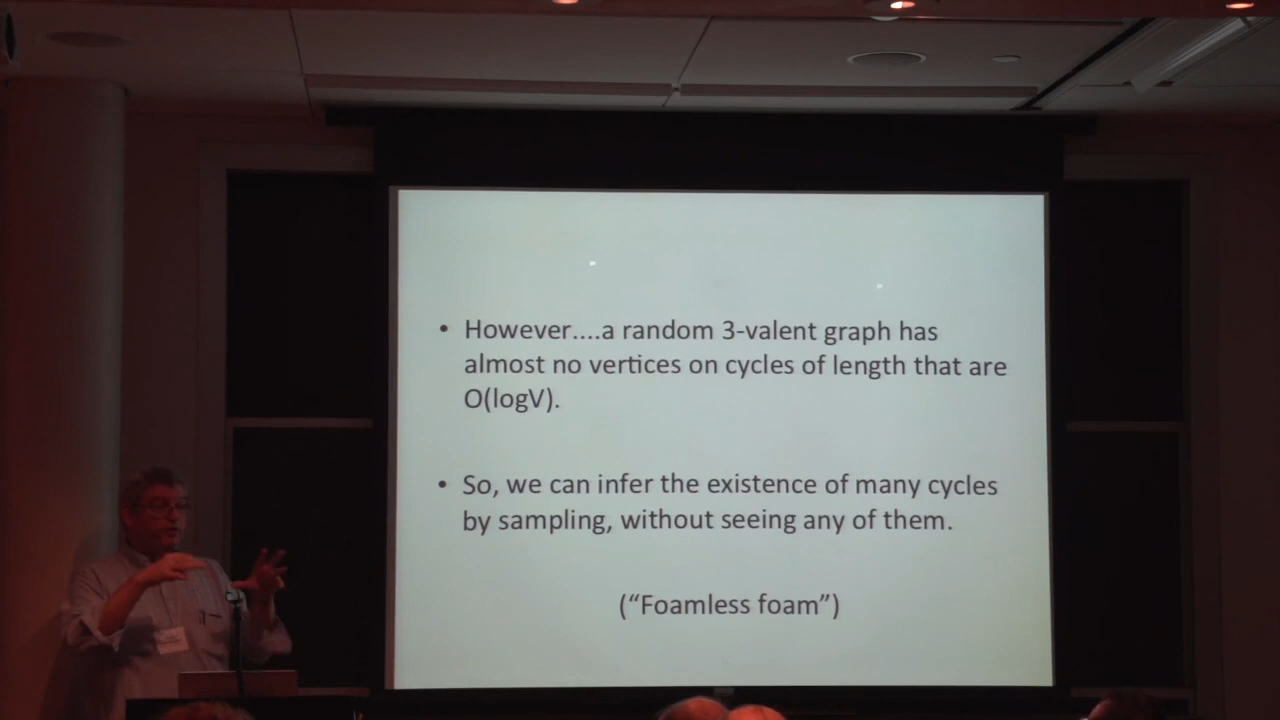 • However....a random 3-valent graph has
almost no vertices on cycles of length that are
O(logV).
• So, we can infer the existence of many cycles
by sampling, without seeing any of them.
(“Foamless foam”)